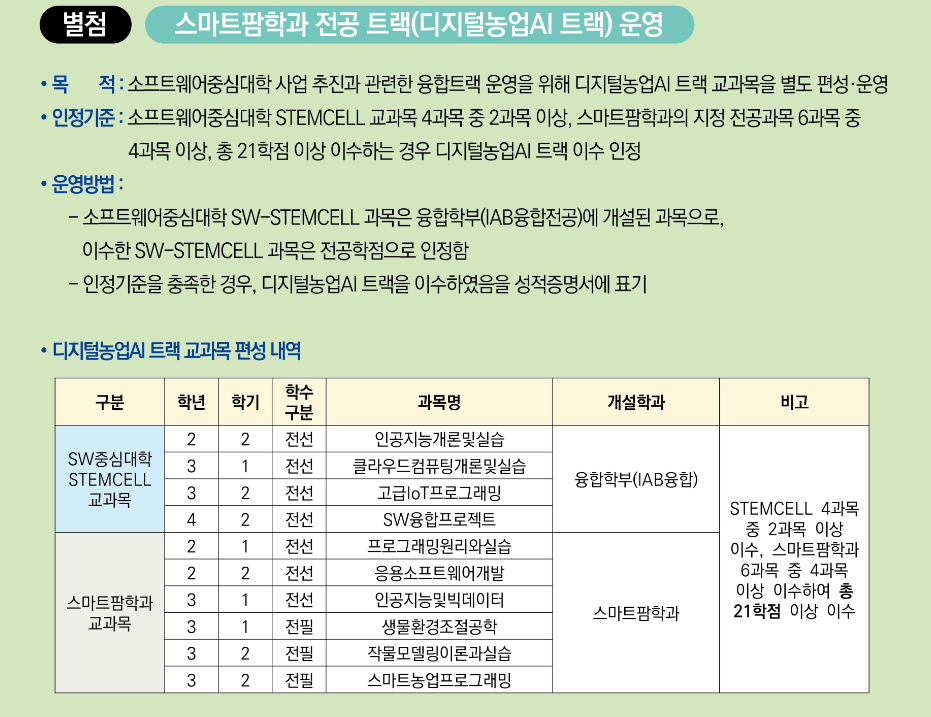 별첨 스마트팜학과 전공 트랙(디지털농업AI 트랙) 운영
• 목 적 : 소프트웨어중심대학 사업 추진과 관련한 융합트랙 운영을 위해 디지털농업AI 트랙 교과목을 별도 편성·운영
• 인정기준 : 소프트웨어중심대학 STEMCELL 교과목 4과목 중 2과목 이상, 스마트팜학과의 지정 전공과목 6과목 중
4과목 이상, 총 21학점 이상 이수하는 경우 디지털농업AI 트랙 이수 인정
• 운영방법 :
– 소프트웨어중심대학 SW-STEMCELL 과목은 융합학부(IAB융합전공)에 개설된 과목으로,
이수한 SW-STEMCELL 과목은 전공학점으로 인정함
– 인정기준을 충족한 경우, 디지털농업AI 트랙을 이수하였음을 성적증명서에 표기
• 디지털농업AI 트랙 교과목 편성 내역
구분 학년 학기 학수구분 과목명 개설학과 비고
SW중심대학
STEMCELL
교과목
2 2 전선 인공지능개론및실습
3 1 전선 클라우드컴퓨팅개론및실습
3 2 전선 고급IoT프로그래밍
4 2 전선 SW융합프로젝트
융합학부(IAB융합)
스마트팜학과
교과목
2 1 전선 프로그래밍원리와실습
2 2 전선 응용소프트웨어개발
3 1 전선 인공지능및빅데이터
3 1 전필 생물환경조절공학
3 2 전필 작물모델링이론과실습
3 2 전필 스마트농업프로그래밍
스마트팜학과
STEMCELL 4과목
중 2과목 이상
이수, 스마트팜학과
6과목 중 4과목
이상 이수하여 총
21학점 이상 이수